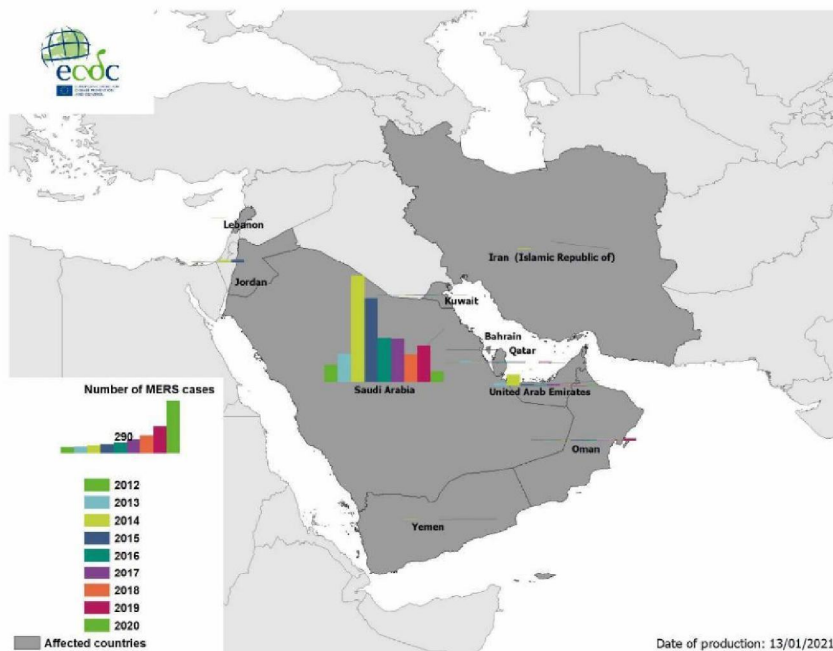 ecdc
Lebanon
Jordan
Iran (Islamic Republic of)
Kuwait
Bahrain
Qatar
Saudi Arabia
United Arab Emirates
Oman
Yemen
Number of MERS cases
290
2012
2013
2014
2015
2016
2017
2018
2019
2020
Affected countries
Date of production: 13/01/2021